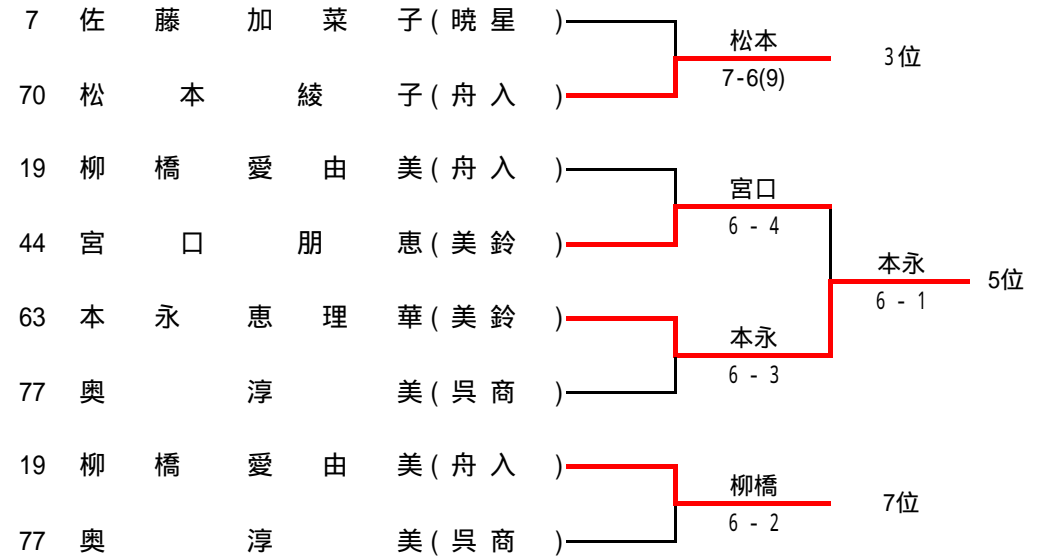 7 佐藤加菜子(暁星)
松本
3位
7-6(9)
70 松本綾子(舟入)
19 柳橋愛由美(舟入)
宮口
6 - 4
44 宮口朋恵(美鈴)
本永
5位
6 - 1
63 本永恵理華(美鈴)
本永
6 - 3
77 奥淳美(呉商)
19 柳橋愛由美(舟入)
柳橋
7位
6 - 2
77 奥淳美(呉商)